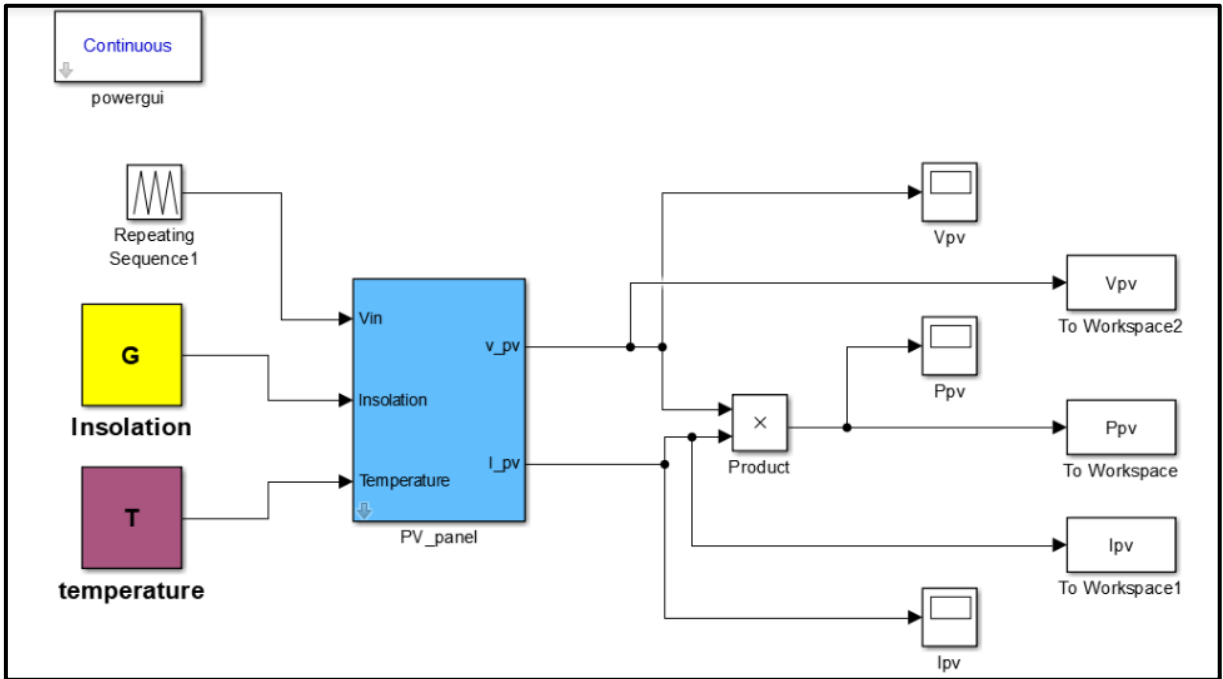 Continuous
powergui
Repeating
Sequence1
Vpv
Vin
Vpv
To Workspace2
G
v_pv
Ppv
Insolation
Insolation
×
Ppv
Product
To Workspace
I_pv
Temperature
T
PV_panel
Ipv
To Workspace1
temperature
Ipv